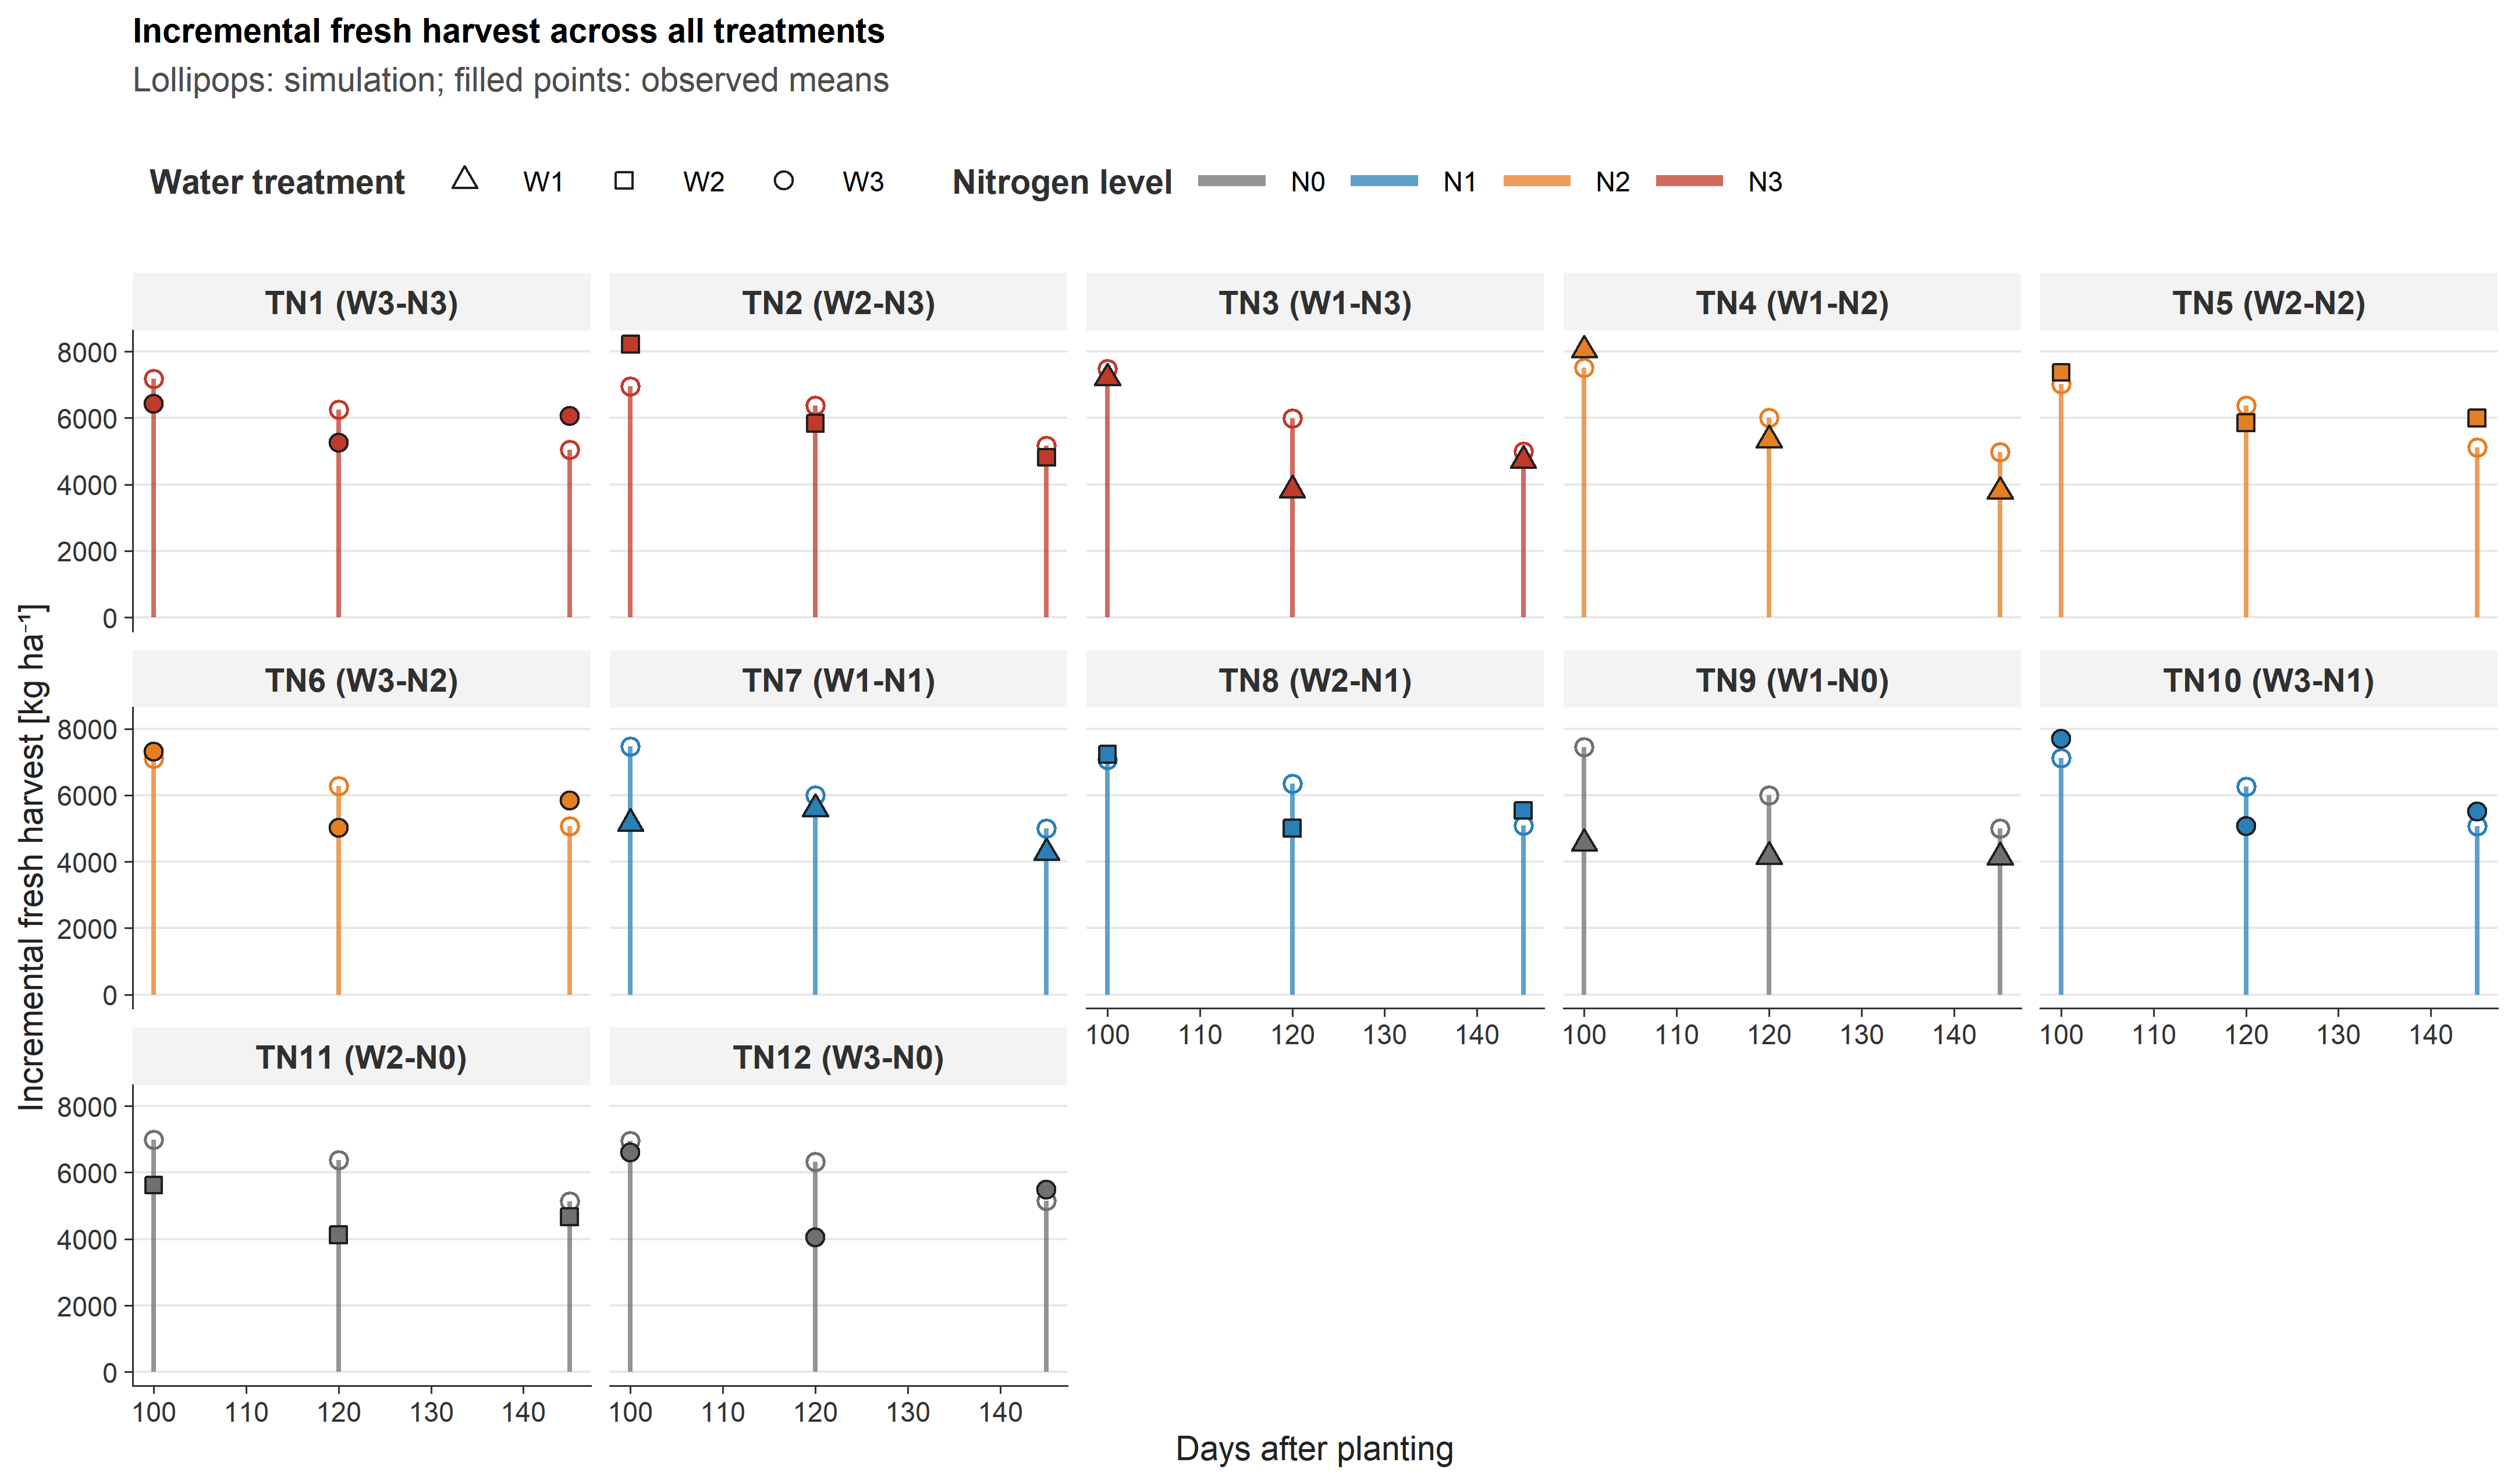 Incremental fresh harvest across all treatments
Lollipops: simulation; filled points: observed means
Water treatment W1 W2 W3 Nitrogen level N0 N1 N2 N3
TN1 (W3-N3) TN2 (W2-N3) TN3 (W1-N3) TN4 (W1-N2) TN5 (W2-N2)
8000
6000
4000
2000
0
Incremental fresh harvest [kg ha⁻¹]
TN6 (W3-N2) TN7 (W1-N1) TN8 (W2-N1) TN9 (W1-N0) TN10 (W3-N1)
8000
6000
4000
2000
0
100 110 120 130 140 100 110 120 130 140 100 110 120 130 140
TN11 (W2-N0) TN12 (W3-N0)
8000
6000
4000
2000
0
100 110 120 130 140 100 110 120 130 140
Days after planting